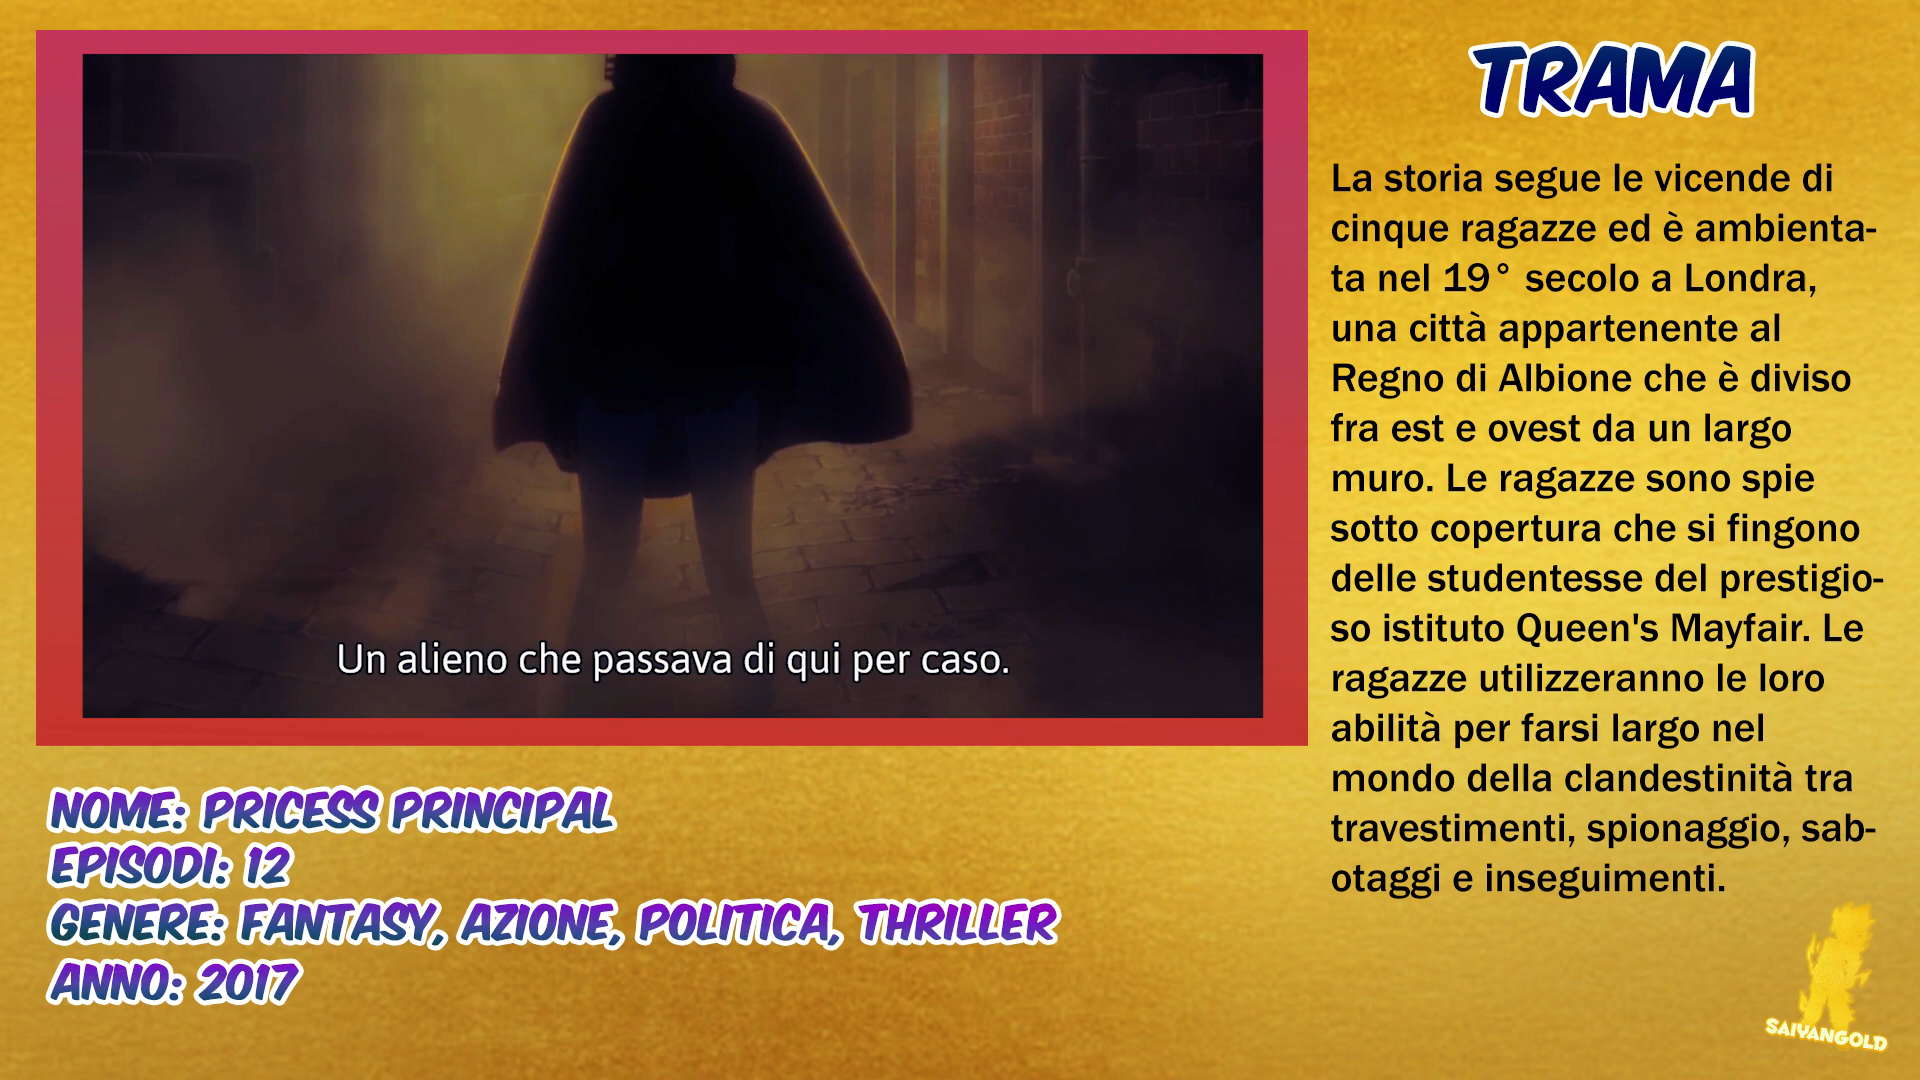 TRAMA
La storia segue le vicende di
cinque ragazze ed è ambienta-
ta nel 19° secolo a Londra,
una città appartenente al
Regno di Albione che è diviso
fra est e ovest da un largo
muro. Le ragazze sono spie
sotto copertura che si fingono
delle studentesse del prestigio-
so istituto Queen's Mayfair. Le
ragazze utilizzeranno le loro
abilità per farsi largo nel
mondo della clandestinità tra
travestimenti, spionaggio, sab-
otaggi e inseguimenti.
Un alieno che passava di qui per caso.
NOME: PRICESS PRINCIPAL
EPISODI: 12
GENERE: FANTASY, AZIONE, POLITICA, THRILLER
ANNO: 2017
SAIYANGOLD